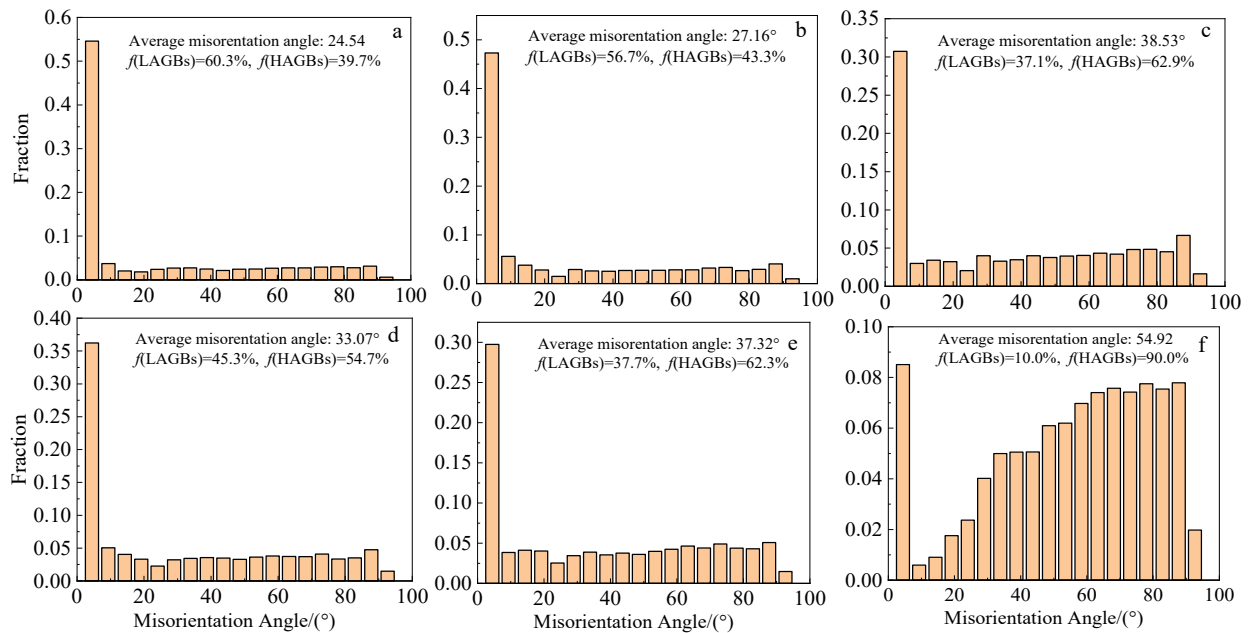 a
Average misorentation angle: 24.54
f(LAGBs)=60.3%, f(HAGBs)=39.7%
Fraction
0.6
0.5
0.4
0.3
0.2
0.1
0.0
0 20 40 60 80 100
b
Average misorentation angle: 27.16°
f(LAGBs)=56.7%, f(HAGBs)=43.3%
0.5
0.4
0.3
0.2
0.1
0.0
0 20 40 60 80 100
c
Average misorentation angle: 38.53°
f(LAGBs)=37.1%, f(HAGBs)=62.9%
0.35
0.30
0.25
0.20
0.15
0.10
0.05
0.00
0 20 40 60 80 100
Average misorentation angle: 33.07° d
f(LAGBs)=45.3%, f(HAGBs)=54.7%
Fraction
0.40
0.35
0.30
0.25
0.20
0.15
0.10
0.05
0.00
0 20 40 60 80 100
Misorientation Angle/(°)
Average misorentation angle: 37.32° e
f(LAGBs)=37.7%, f(HAGBs)=62.3%
0.30
0.25
0.20
0.15
0.10
0.05
0.00
0 20 40 60 80 100
Misorientation Angle/(°)
Average misorentation angle: 54.92 f
f(LAGBs)=10.0%, f(HAGBs)=90.0%
0.10
0.08
0.06
0.04
0.02
0.00
0 20 40 60 80 100
Misorientation Angle/(°)